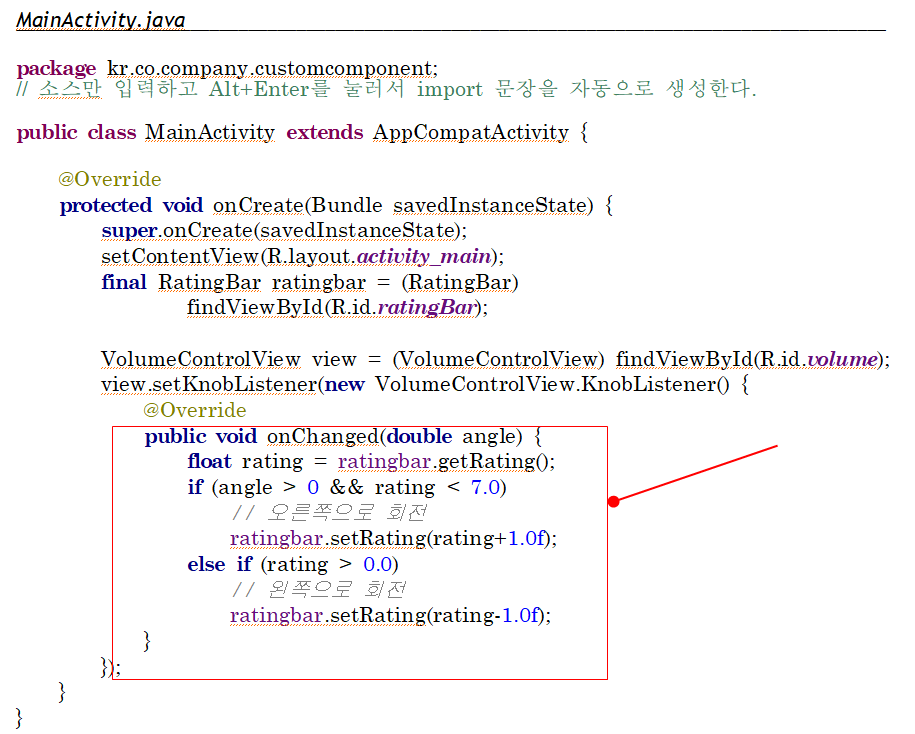 MainActivity.java
package kr.co.company.customcomponent;
// 소스만 입력하고 Alt+Enter를 눌러서 import 문장을 자동으로 생성한다.
public class MainActivity extends AppCompatActivity {
@Override
protected void onCreate(Bundle savedInstanceState) {
super.onCreate(savedInstanceState);
setContentView(R.layout.activity_main);
final RatingBar ratingbar = (RatingBar)
findViewById(R.id.ratingBar);
VolumeControlView view = (VolumeControlView) findViewById(R.id.volume);
view.setKnobListener(new VolumeControlView.KnobListener() {
@Override
public void onChanged(double angle) {
float rating = ratingbar.getRating();
if (angle > 0 && rating < 7.0)
// 오른쪽으로 회전
ratingbar.setRating(rating+1.0f);
else if (rating > 0.0)
// 왼쪽으로 회전
ratingbar.setRating(rating-1.0f);
}
});
}
}